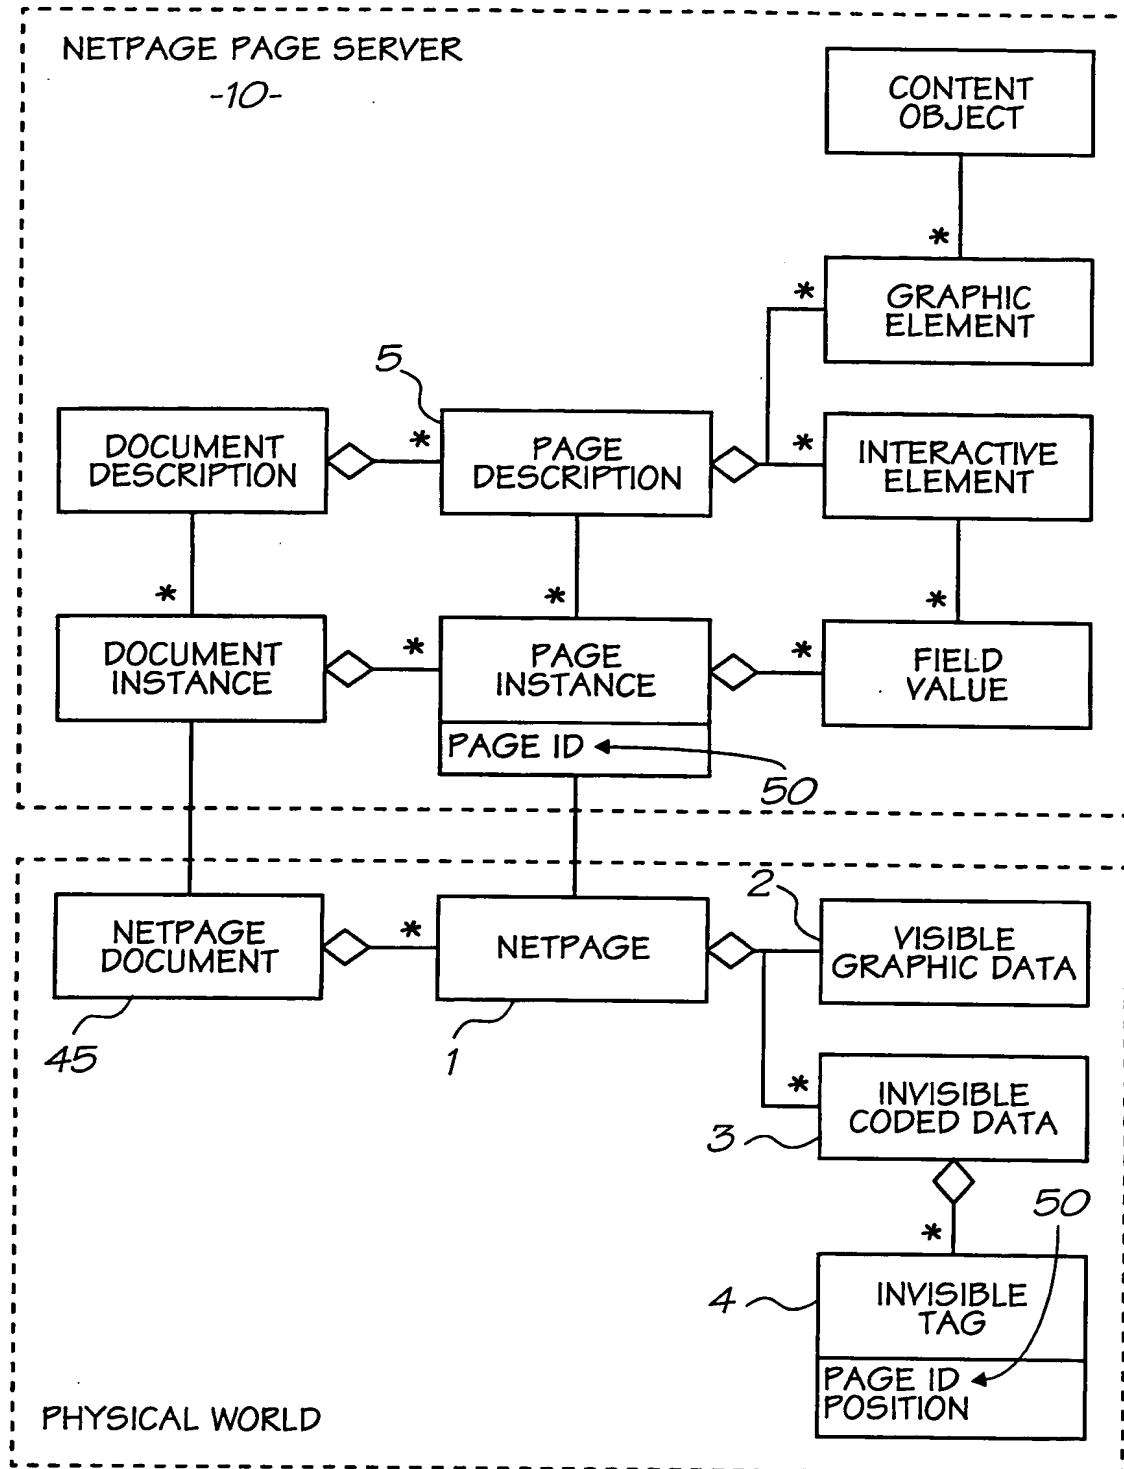 NETPAGE PAGE SERVER
-10-
CONTENT
OBJECT
*
*
GRAPHIC
ELEMENT
5
DOCUMENT
DESCRIPTION
*
PAGE
DESCRIPTION
*
INTERACTIVE
ELEMENT
*
*
*
DOCUMENT
INSTANCE
*
PAGE
INSTANCE
*
FIELD
VALUE
PAGE ID
50
2
NETPAGE
DOCUMENT
*
NETPAGE
VISIBLE
GRAPHIC DATA
45
1
*
INVISIBLE
CODED DATA
3
50
*
4
INVISIBLE
TAG
PAGE ID
POSITION
PHYSICAL WORLD